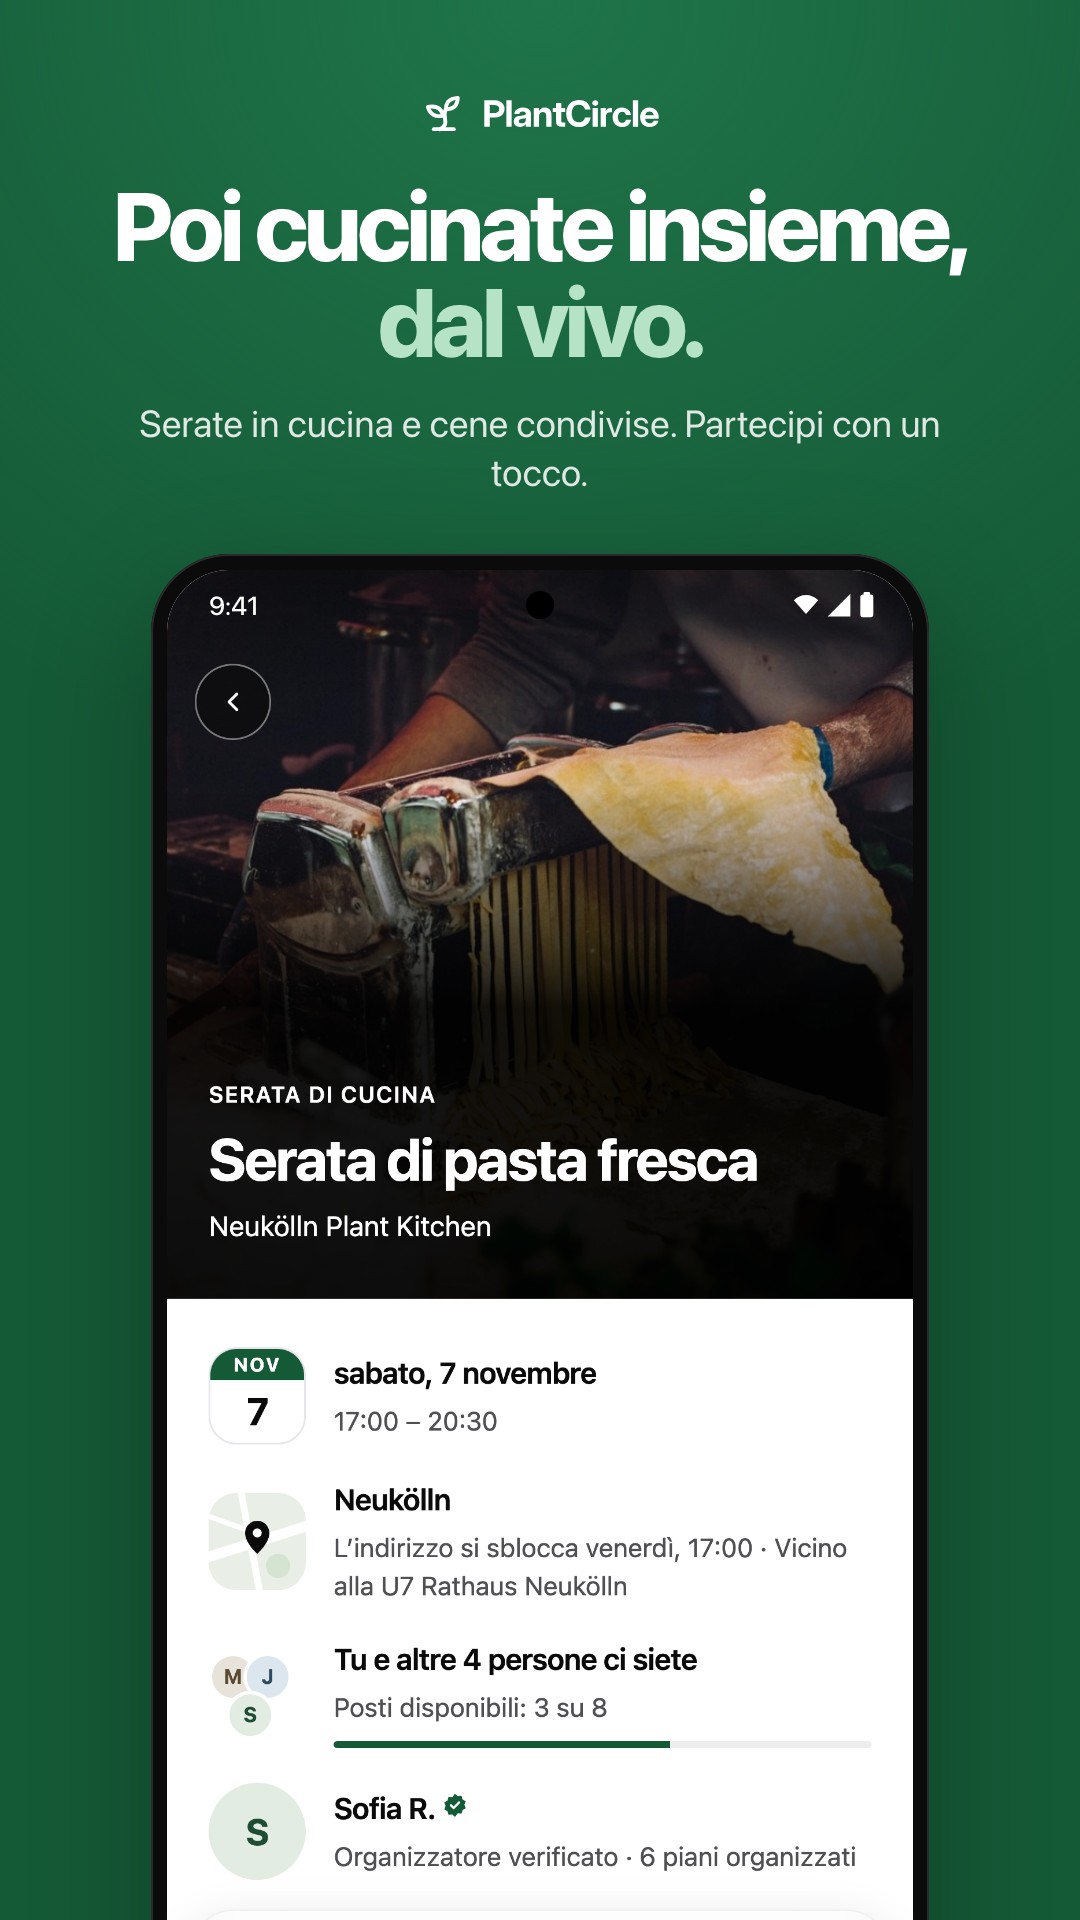 PlantCircle
Poi cucinate insieme,
dal vivo.
Serate in cucina e cene condivise. Partecipi con un
tocco.
9:41
SERATA DI CUCINA
Serata di pasta fresca
Neukölln Plant Kitchen
NOV
7
sabato, 7 novembre
17:00 – 20:30
Neukölln
L’indirizzo si sblocca venerdì, 17:00 · Vicino
alla U7 Rathaus Neukölln
M J
S
Tu e altre 4 persone ci siete
Posti disponibili: 3 su 8
S
Sofia R.
Organizzatore verificato · 6 piani organizzati